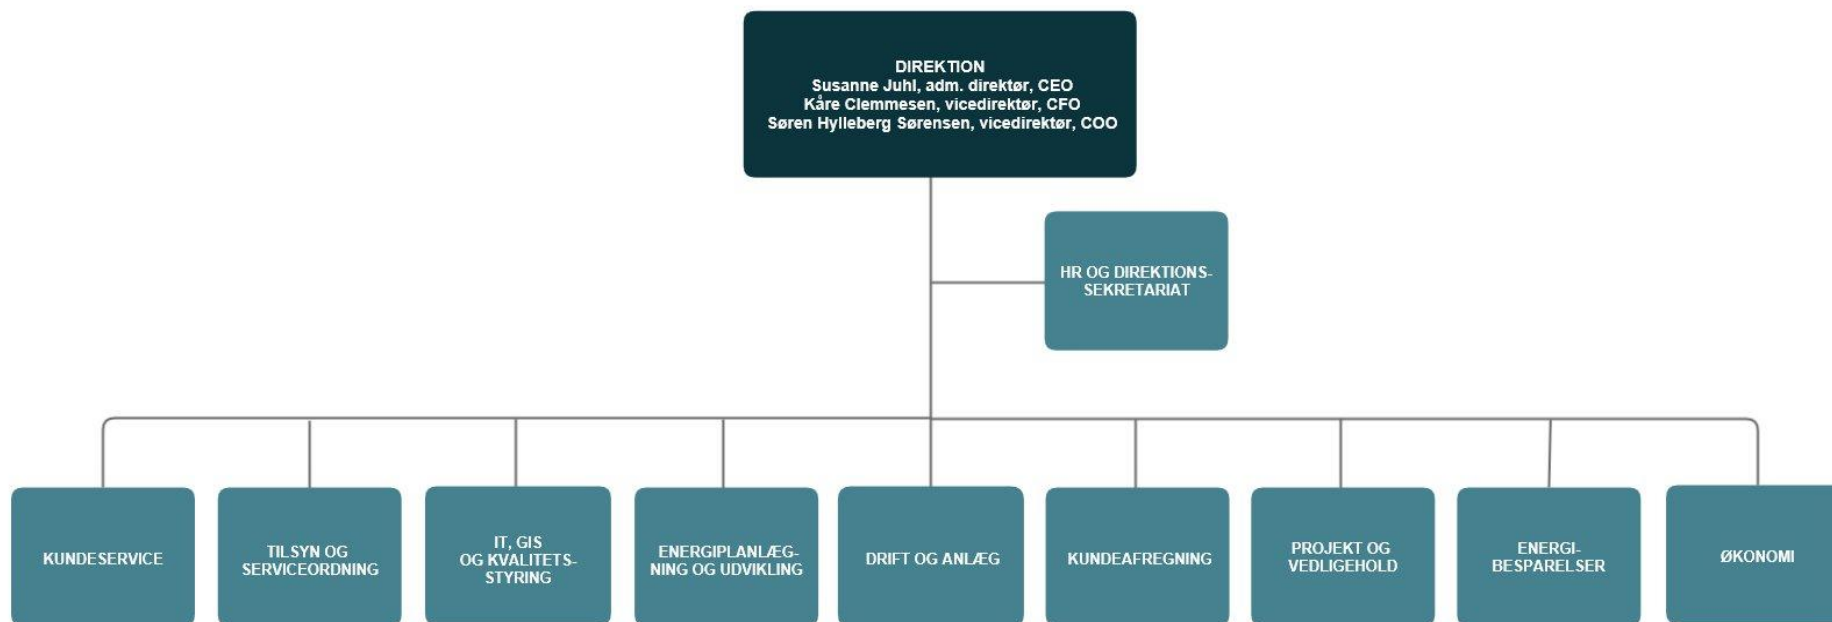 DIREKTION
Susanne Juhl, adm. direktør, CEO
Kåre Clemmesen, vicedirektør, CFO
Søren Hylleberg Sørensen, vicedirektør, COO
HR OG DIREKTIONS-
SEKRETARIAT
KUNDESERVICE
TILSYN OG
SERVICEORDNING
IT, GIS
OG KVALITETS-
STYRING
ENERGIPLANLÆG-
NING OG UDVIKLING
DRIFT OG ANLÆG
KUNDEAFREGNING
PROJEKT OG
VEDLIGEHOLD
ENERGI-
BESPARELSER
ØKONOMI